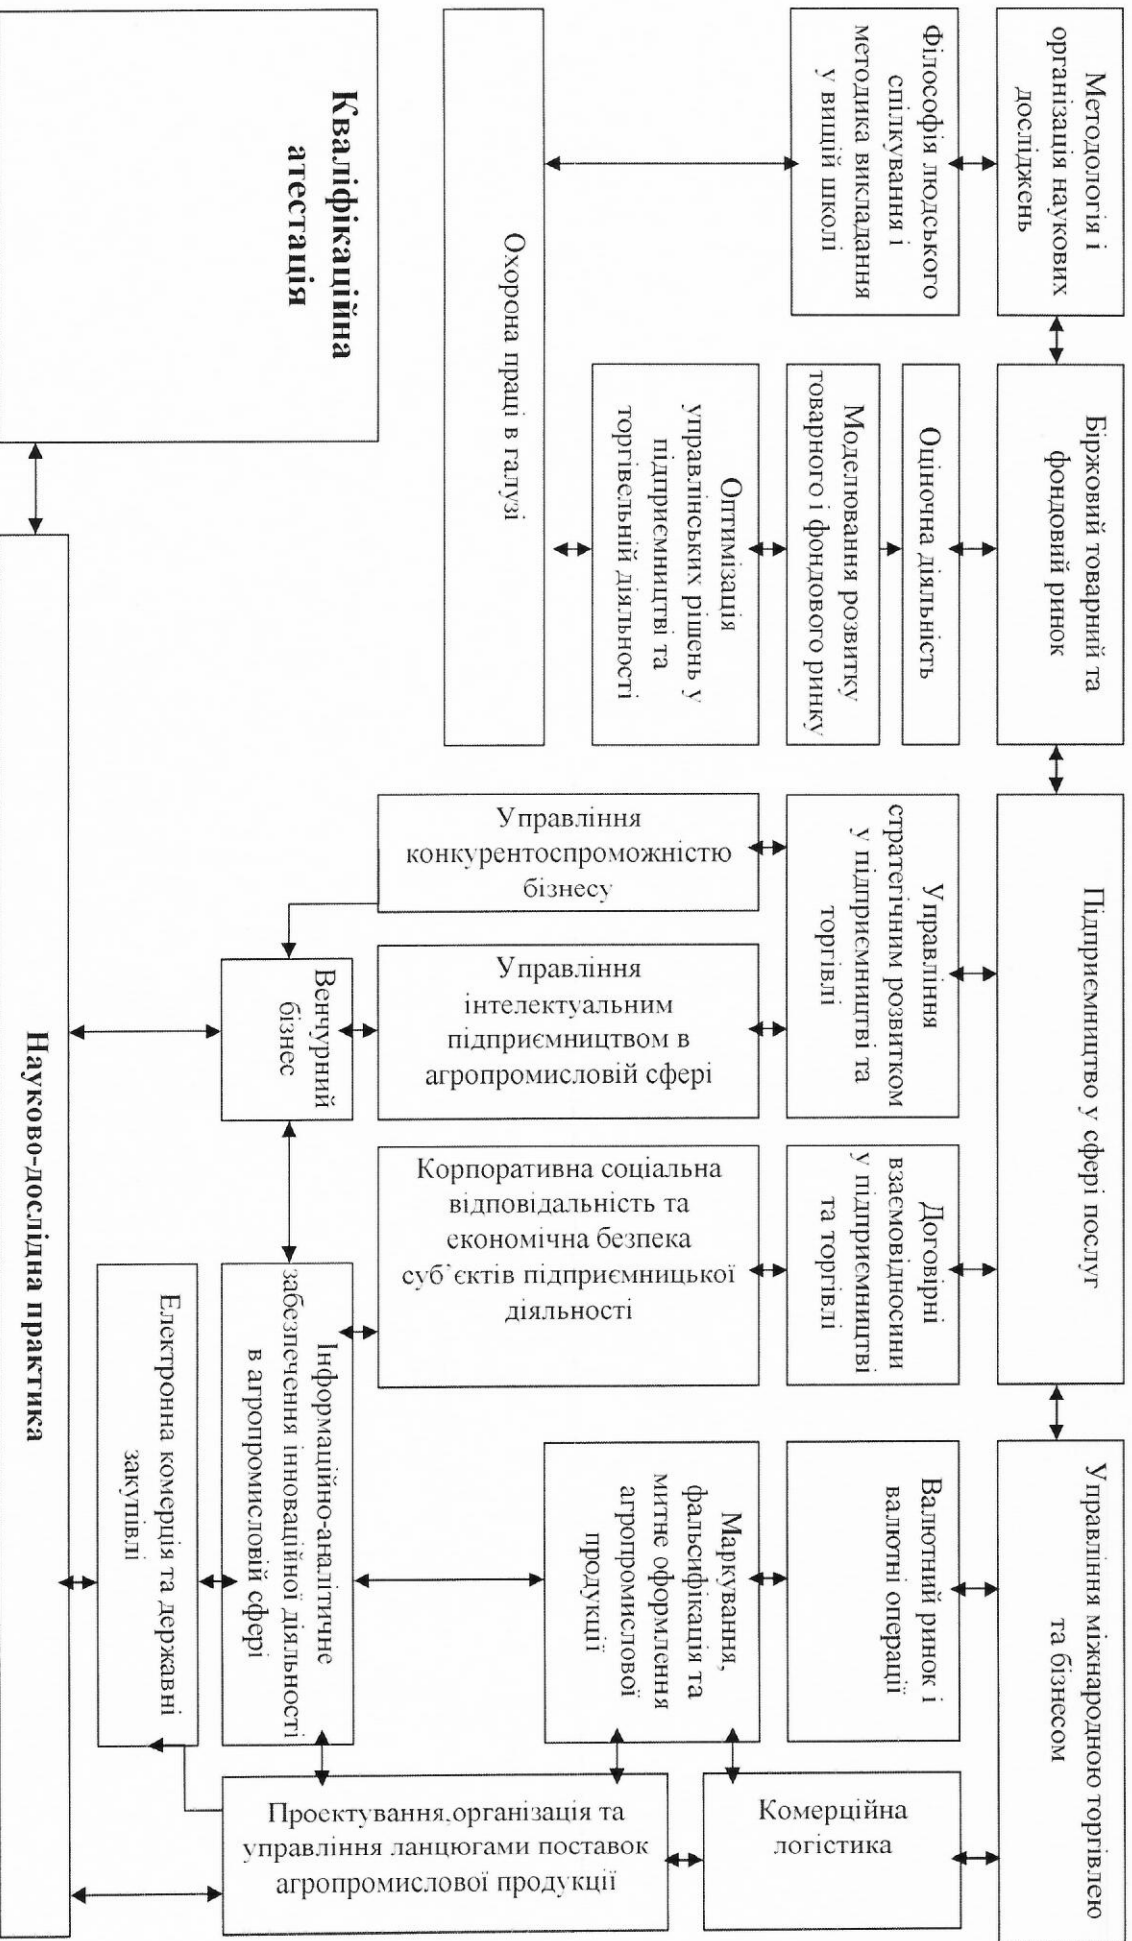 Методологія і
організація наукових
досліджень
Біржовий товарний та
фондовий ринок
Підприємництво у сфері послуг
Управління міжнародною торгівлею
та бізнесом
Філософія людського
спілкування і
методика викладання
у вищій школі
Оціночна діяльність
Моделювання розвитку
товарного і фондового ринку
Оптимізація
управлінських рішень у
підприємництві та
торгівельній діяльності
Охорона праці в галузі
Управління
стратегічним розвитком
у підприємництві та
торгівлі
Договірні
взаємовідносини
у підприємництві
та торгівлі
Валютний ринок і
валютні операції
Комерційна
логістика
Управління
конкурентоспроможністю
бізнесу
Управління
інтелектуальним
підприємництвом в
агропромисловій сфері
Корпоративна соціальна
відповідальність та
економічна безпека
суб'єктів підприємницької
діяльності
Маркування,
фальсифікація та
митне оформлення
агропромислової
продукції
Проектування,організація та
управління ланцюгами поставок
агропромислової продукції
Венчурний
бізнес
Інформаційно-аналітичне
забезпечення інноваційної діяльності
в агропромисловій сфері
Електронна комерція та державні
закупівлі
Кваліфікаційна
атестація
Науково-дослідна практика